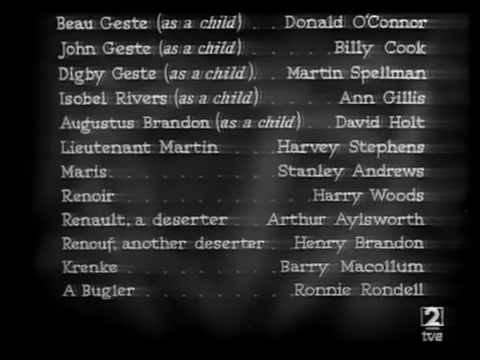 Beau Geste (as a child) . . Donald O'Connor
John Geste (as a child) . . . . Billy Cook
Digby Geste (as a child). . Martin Spellman
Isobel Rivers (as a child) . . . . Ann Gillis
Augustus Brandon (as a child) . . David Holt
Lieutenant Martin . . . Harvey Stephens
Maris . . . . . . . . Stanley Andrews
Renoir . . . . . . . . . . Harry Woods
Renault, a deserter . . Arthur Aylsworth
Renouf, another deserter . . Henry Brandon
Krenke . . . . . . . . Barry Macollum
A Bugler . . . . . . . . Ronnie Rondell
2
tve